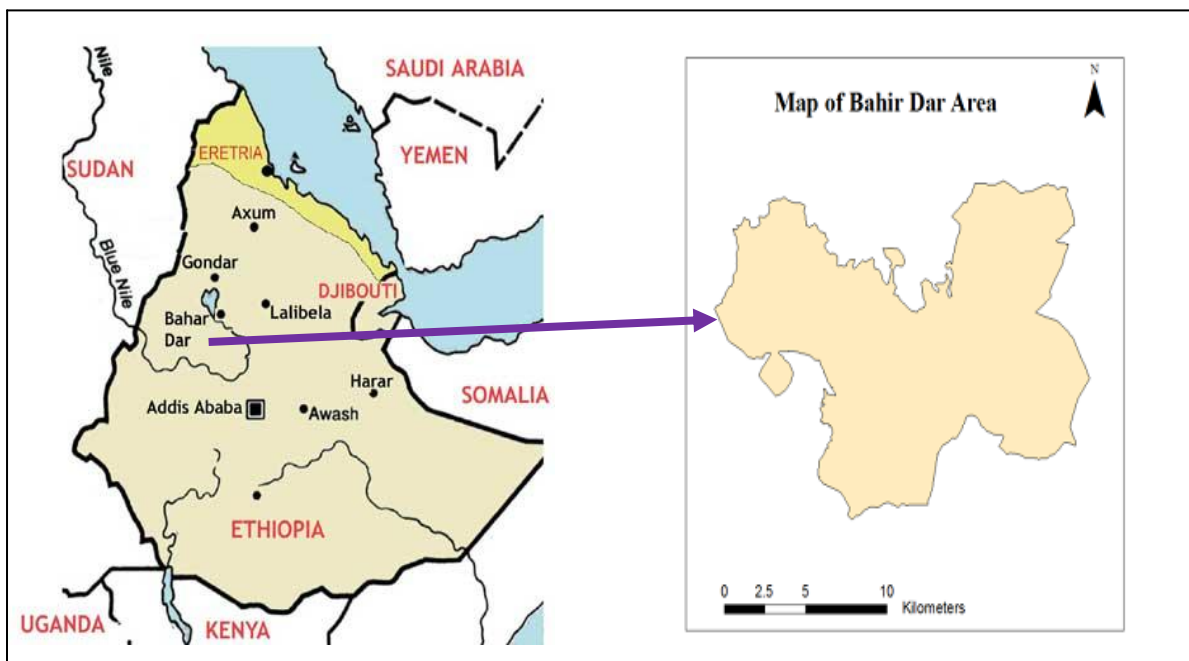 Nile
SAUDI ARABIA
SUDAN
ERETRIA
YEMEN
Axum
Blue Nile
Gondar
DJIBOUTI
Lalibela
Bahar
Dar
Harar
SOMALIA
Addis Ababa
Awash
ETHIOPIA
UGANDA
KENYA
N
Map of Bahir Dar Area
0 2.5 5 10
Kilometers